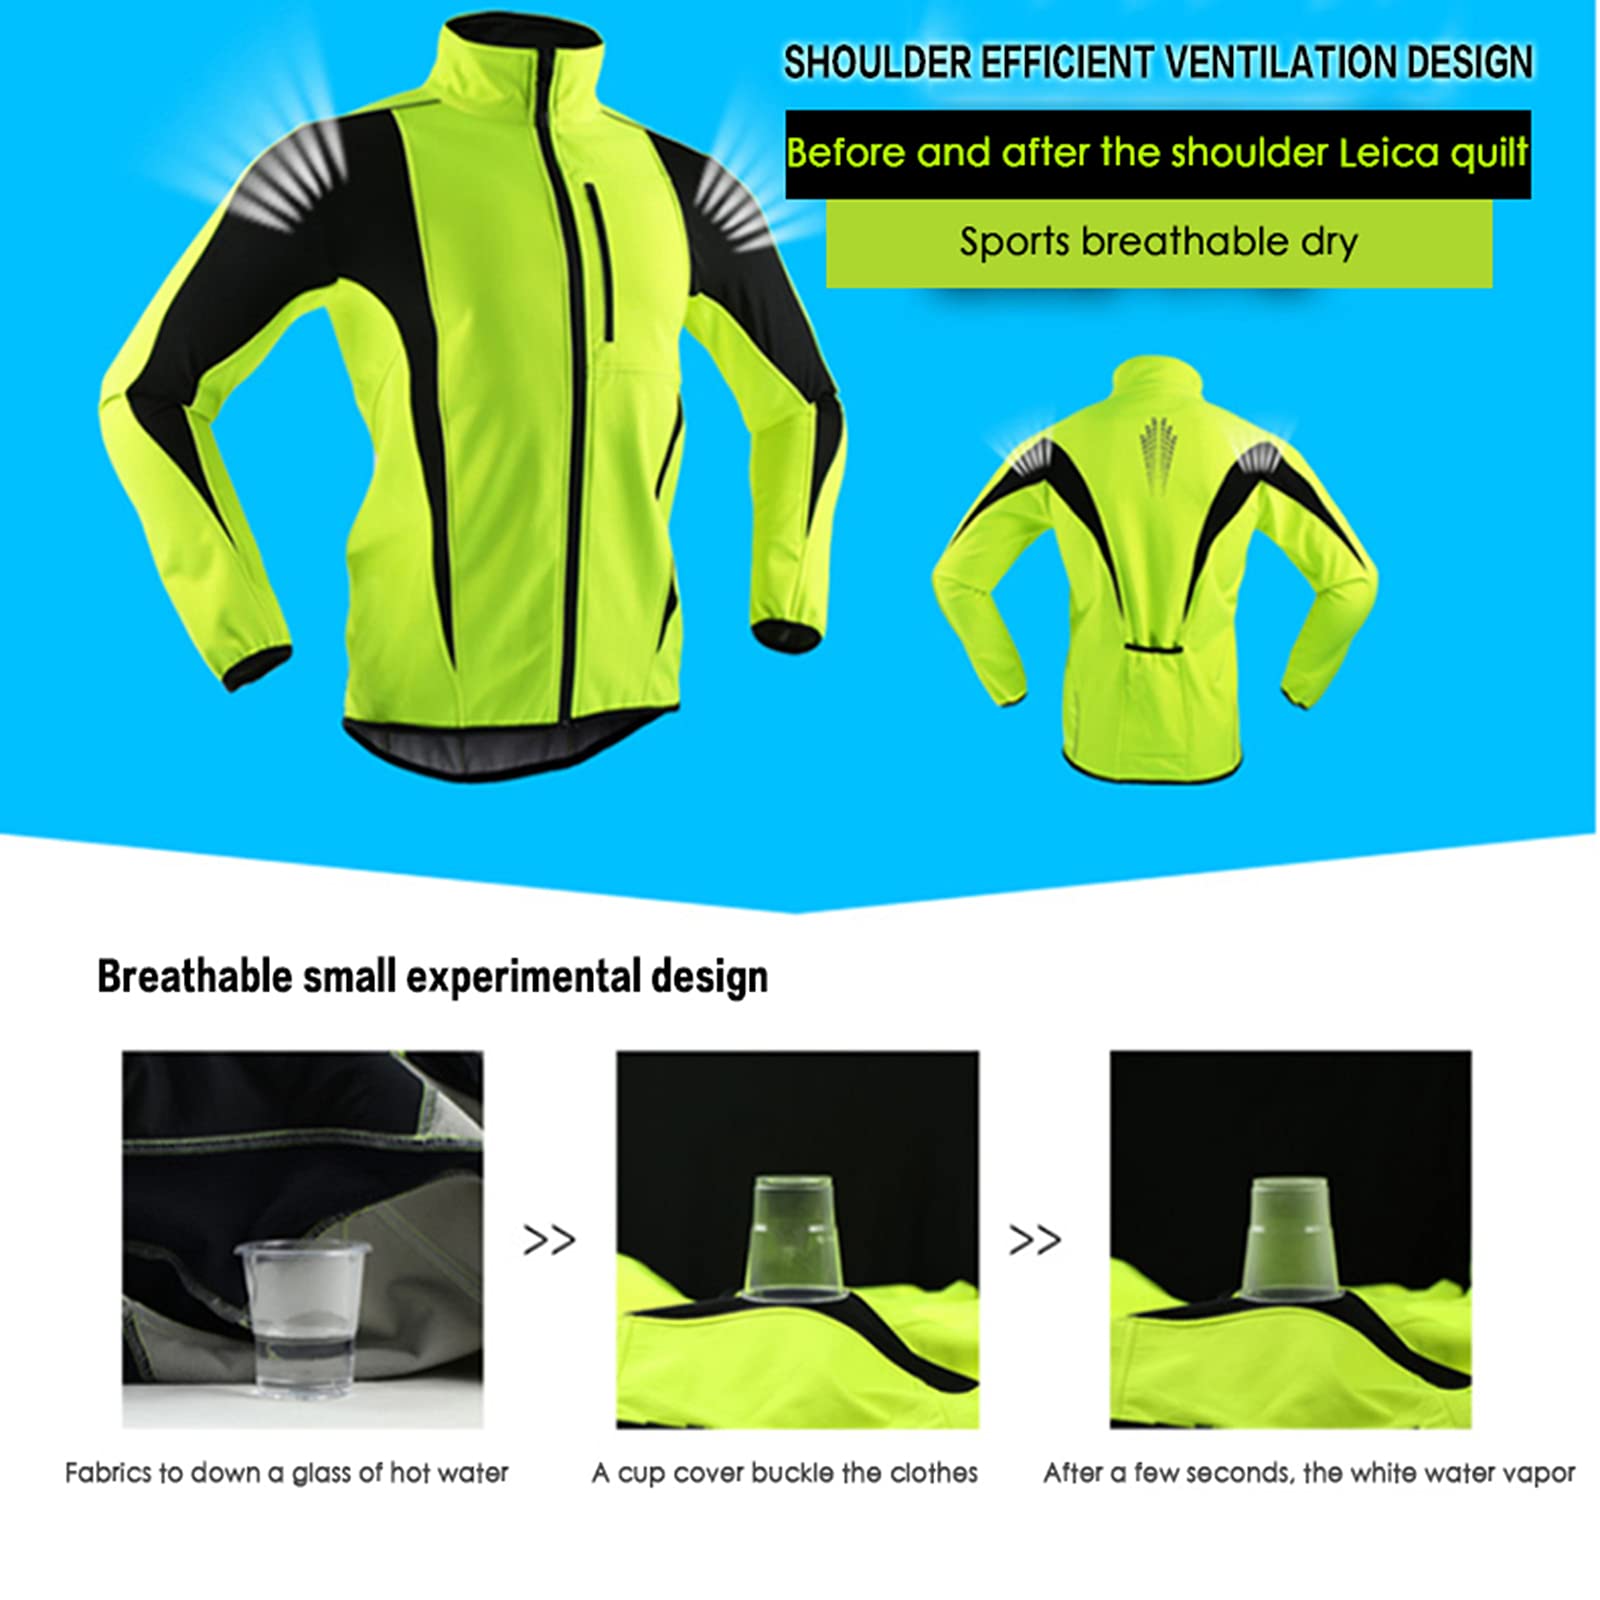 SHOULDER EFFICIENT VENTILATION DESIGN
Before and after the shoulder Leica quilt
Sports breathable dry
Breathable small experimental design
>> >>
Fabrics to down a glass of hot water
A cup cover buckle the clothes
After a few seconds, the white water vapor